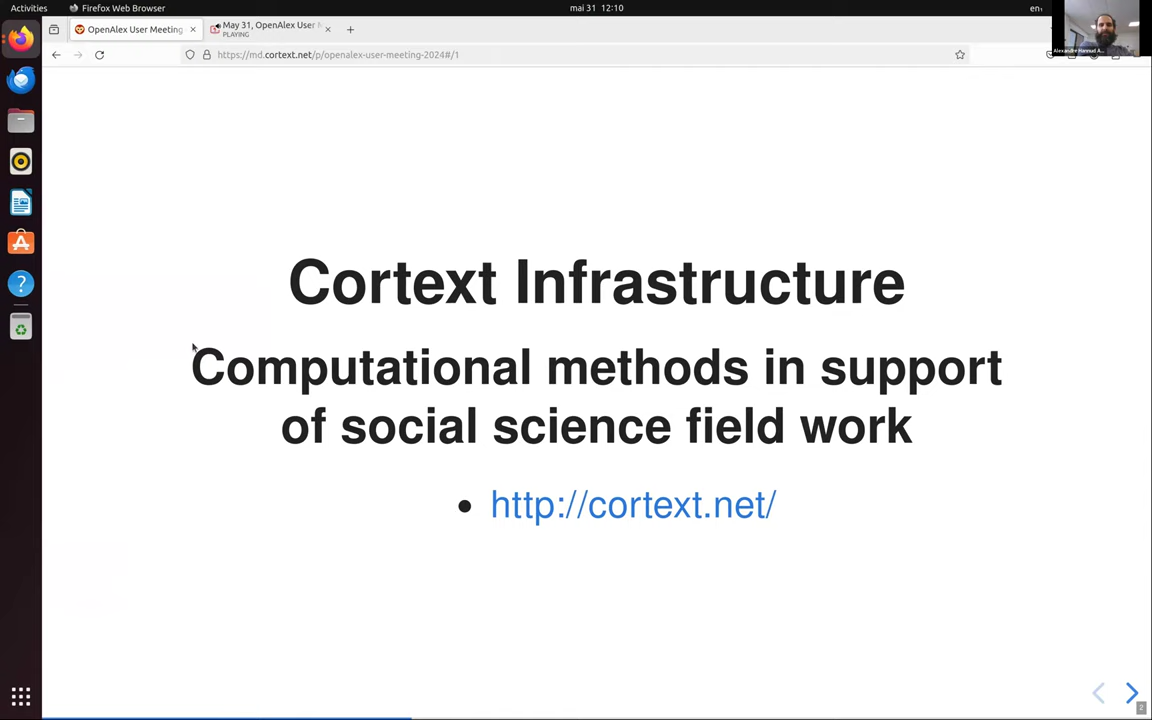 Activities
Firefox Web Browser
mai 31 12:10
en
OpenAlex User Meeting
May 31, OpenAlex User
PLAYING
https://md.cortext.net/p/openalex-user-meeting-2024#/1
Cortext Infrastructure
Computational methods in support
of social science field work
• http://cortext.net/
2